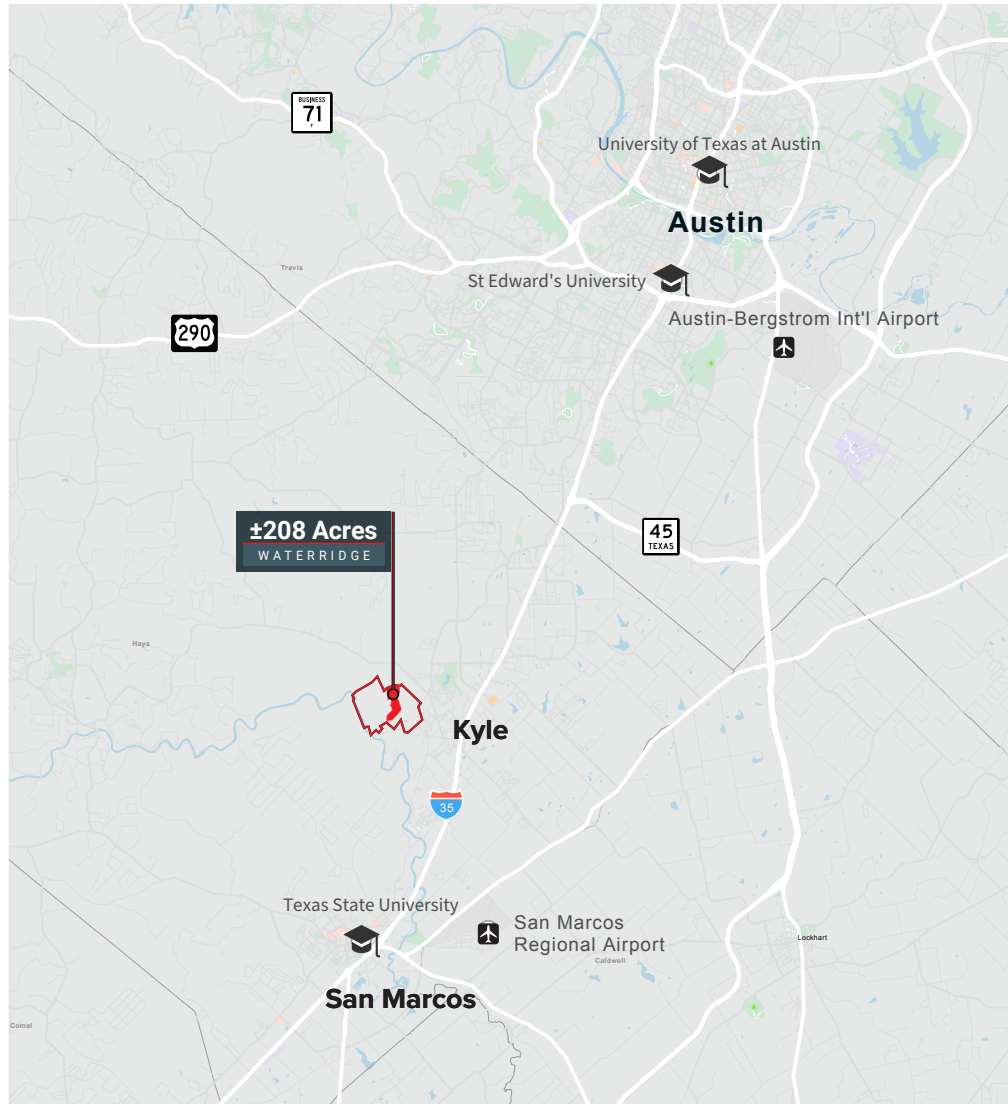 BUSINESS
71
University of Texas at Austin
Austin
Travis
St Edward's University
290
Austin-Bergstrom Int'l Airport
±208 Acres
WATERRIDGE
45
TEXAS
Hays
Kyle
35
Texas State University
San Marcos
Regional Airport
Lockhart
Caldwell
San Marcos
Comal